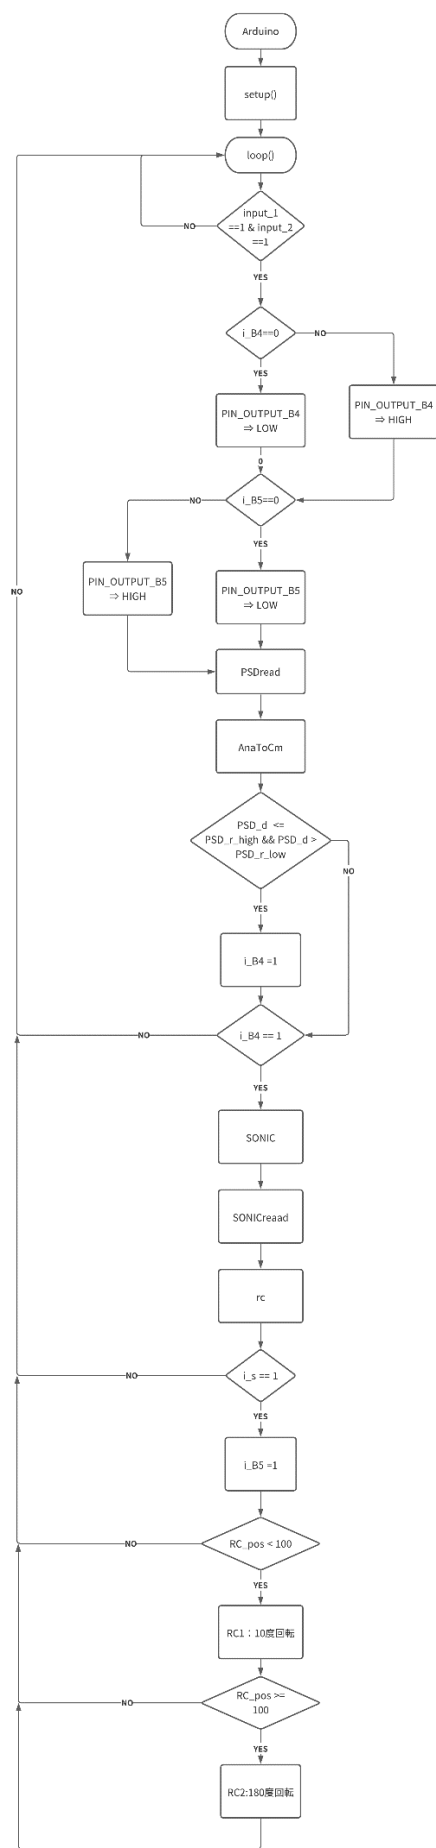 Arduino
setup()
loop()
input_1
==1 & input_2
==1
NO
YES
i_B4==0
NO
YES
PIN_OUTPUT_B4
⇒ LOW
PIN_OUTPUT_B4
⇒ HIGH
0
i_B5==0
NO
YES
PIN_OUTPUT_B5
⇒ HIGH
PIN_OUTPUT_B5
⇒ LOW
NO
PSDread
AnaToCm
PSD_d <=
PSD_r_high && PSD_d >
PSD_r_low
NO
YES
i_B4 =1
i_B4 == 1
NO
YES
SONIC
SONICreaad
rc
i_s == 1
NO
YES
i_B5 =1
RC_pos < 100
NO
YES
RC1：10度回転
RC_pos >=
100
NO
YES
RC2:180度回転